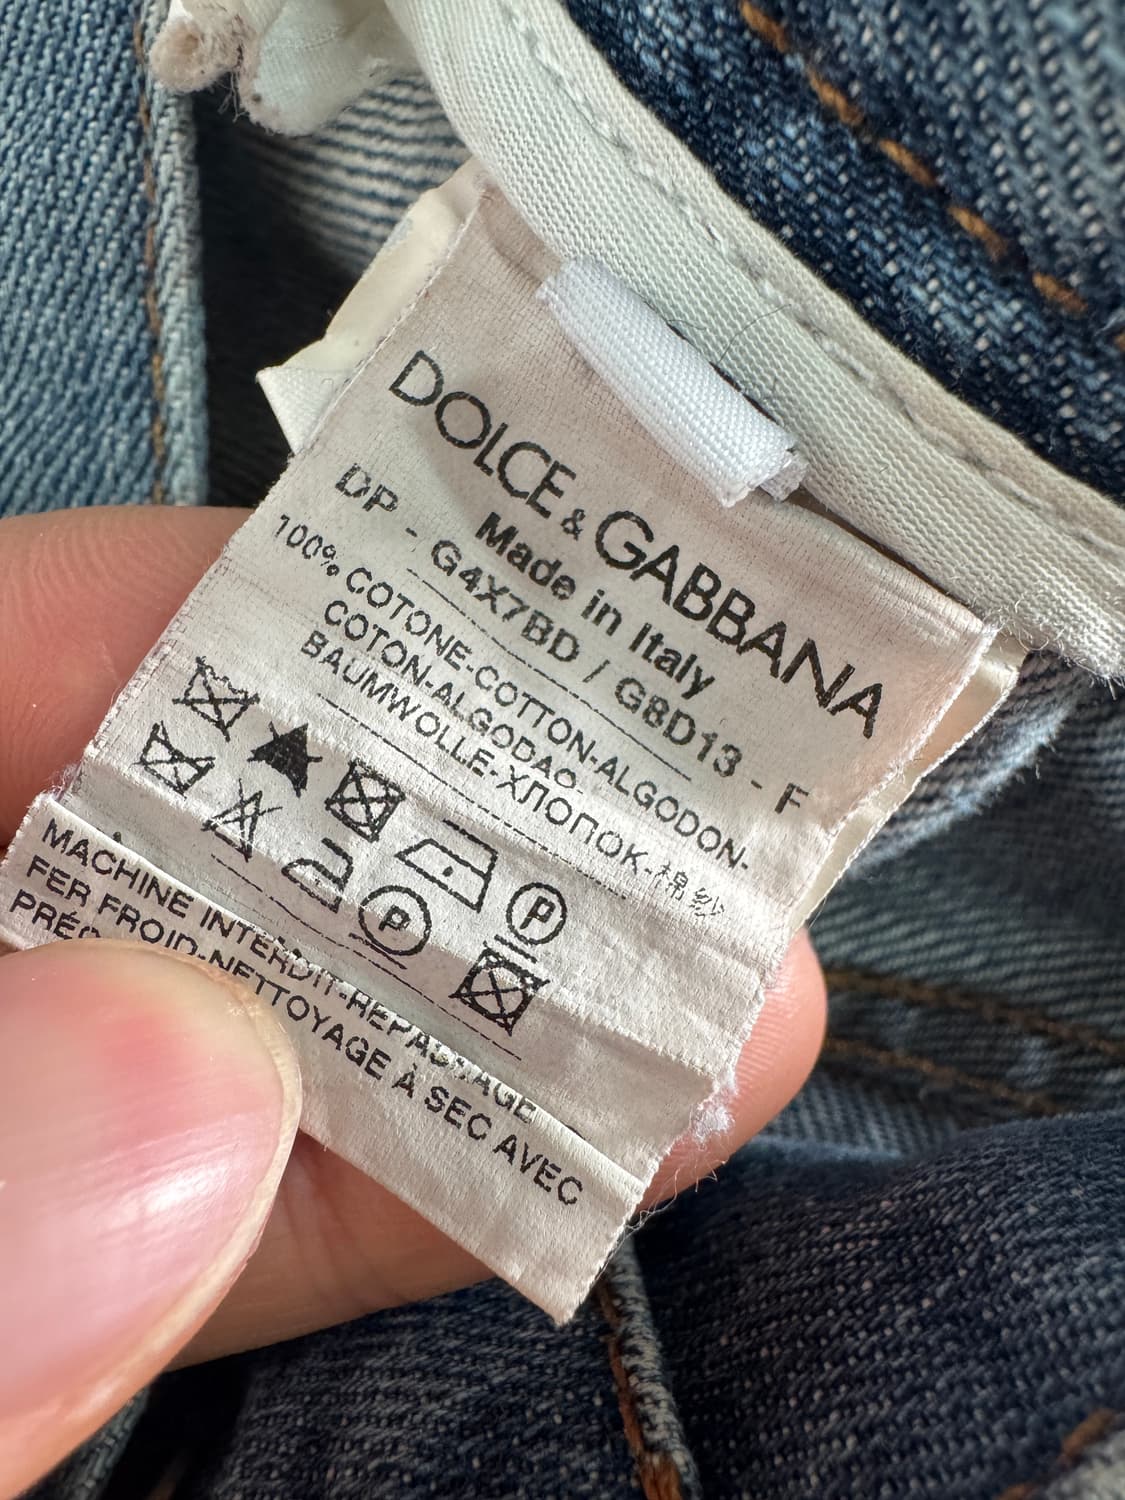 DOLCE & GABBANA
Made in Italy
DP - G4X7BD / G8D13 - F
100% COTONE-COTTON-ALGODON-
COTON-ALGODAO-
BAUMWOLLE-ХЛОПОК-棉纱
P
P
MACHINE INTERDIT-REPASSAGE
FER FROID-NETTOYAGE À SEC AVEC